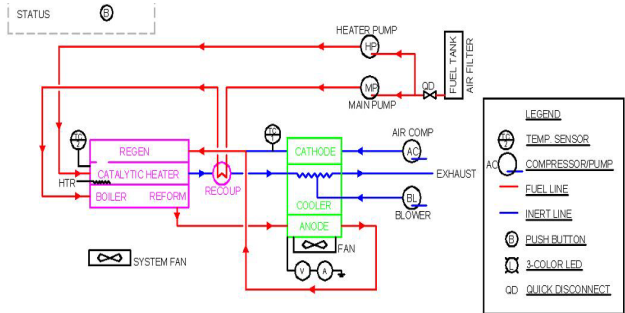 STATUS
B
HEATER PUMP
HP
MP
MAIN PUMP
QD
FUEL TANK
AIR FILTER
TC
2
REGEN
CATALYTIC HEATER
HTR
BOILER REFORM
RECOUP
TC
CATHODE
AIR COMP
AC
EXHAUST
COOLER
BL
BLOWER
ANODE
FAN
V
A
SYSTEM FAN
LEGEND
TEMP. SENSOR
AC COMPRESSOR/PUMP
FUEL LINE
INERT LINE
B PUSH BUTTON
L 3-COLOR LED
QD QUICK DISCONNECT